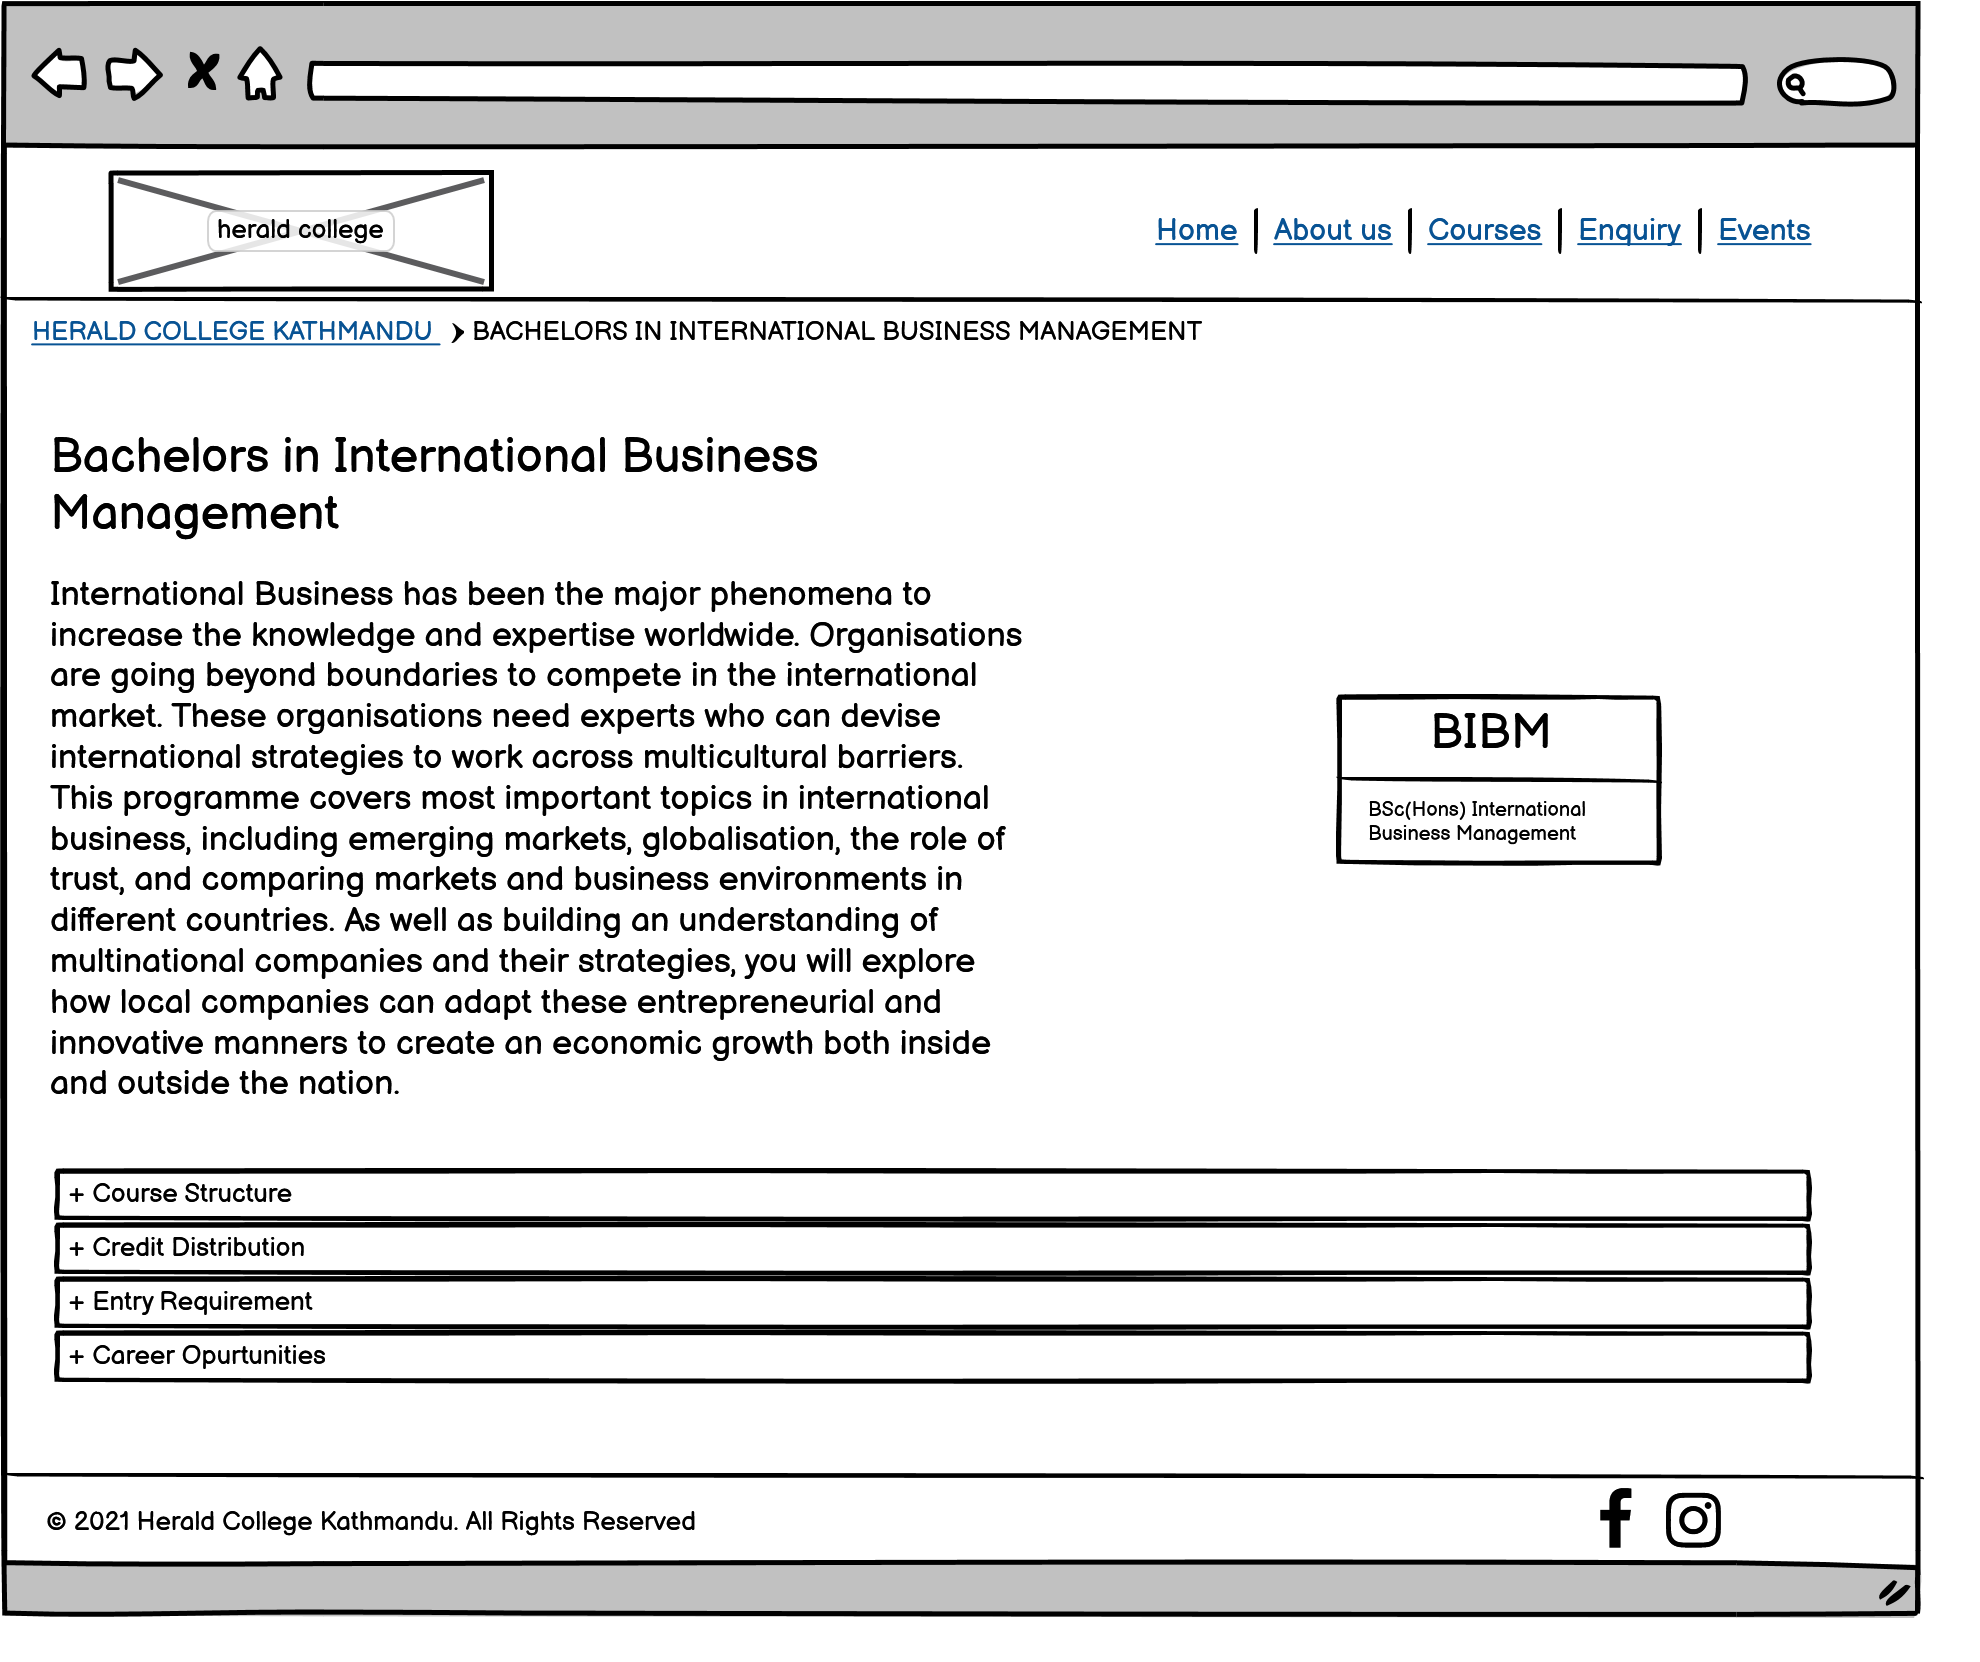 herald college
Home | About us | Courses | Enquiry | Events
HERALD COLLEGE KATHMANDU > BACHELORS IN INTERNATIONAL BUSINESS MANAGEMENT
Bachelors in International Business
Management
International Business has been the major phenomena to
increase the knowledge and expertise worldwide. Organisations
are going beyond boundaries to compete in the international
market. These organisations need experts who can devise
international strategies to work across multicultural barriers.
This programme covers most important topics in international
business, including emerging markets, globalisation, the role of
trust, and comparing markets and business environments in
different countries. As well as building an understanding of
multinational companies and their strategies, you will explore
how local companies can adapt these entrepreneurial and
innovative manners to create an economic growth both inside
and outside the nation.
BIBM
BSc(Hons) International
Business Management
+ Course Structure
+ Credit Distribution
+ Entry Requirement
+ Career Opurtunities
© 2021 Herald College Kathmandu. All Rights Reserved